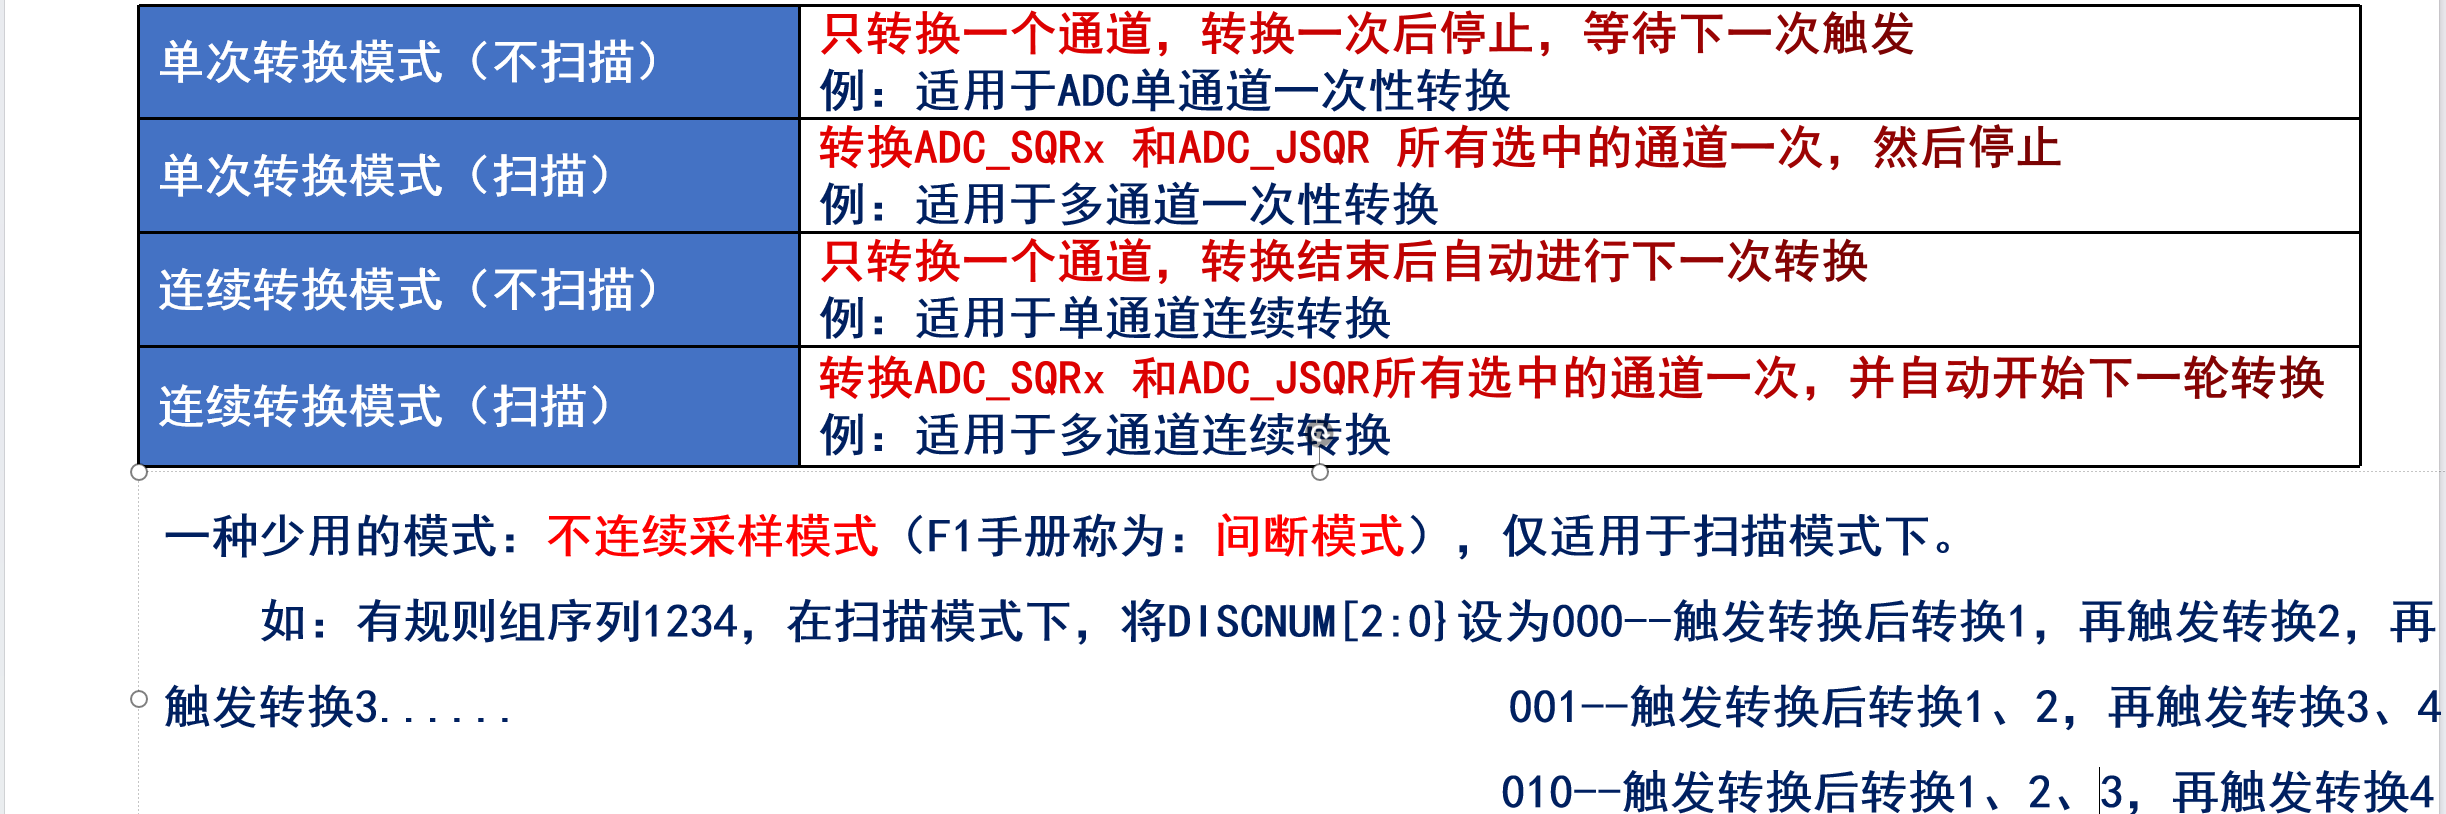 单次转换模式（不扫描）
只转换一个通道，转换一次后停止，等待下一次触发
例：适用于ADC单通道一次性转换
单次转换模式（扫描）
转换ADC_SQRx 和ADC_JSQR 所有选中的通道一次，然后停止
例：适用于多通道一次性转换
连续转换模式（不扫描）
只转换一个通道，转换结束后自动进行下一次转换
例：适用于单通道连续转换
连续转换模式（扫描）
转换ADC_SQRx 和ADC_JSQR所有选中的通道一次，并自动开始下一轮转换
例：适用于多通道连续转换
一种少用的模式：不连续采样模式（F1手册称为：间断模式），仅适用于扫描模式下。
如：有规则组序列1234，在扫描模式下，将DISCNUM[2:0}设为000--触发转换后转换1，再触发转换2，再
触发转换3......
001--触发转换后转换1、2，再触发转换3、4
010--触发转换后转换1、2、3，再触发转换4